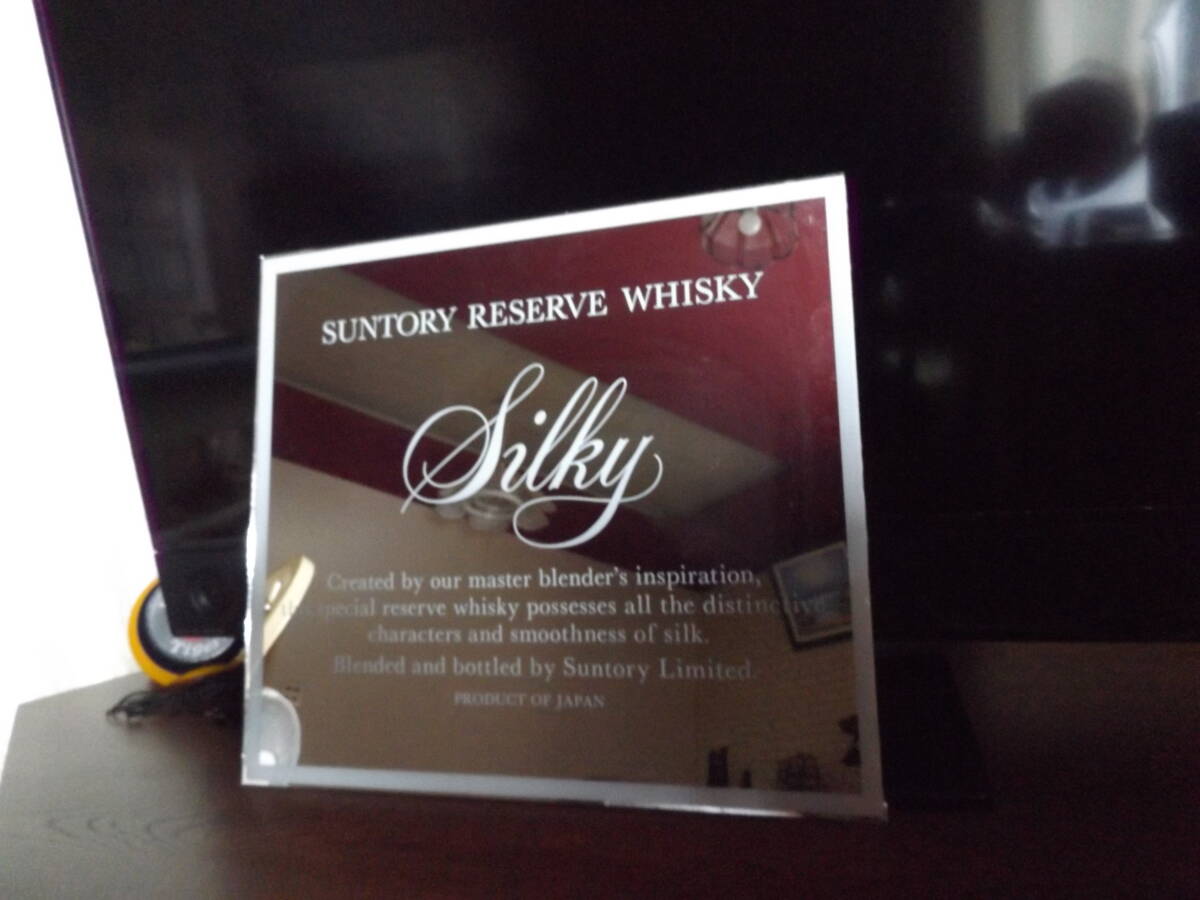 SUNTORY RESERVE WHISKY
Silky
Created by our master blender's inspiration,
this special reserve whisky possesses all the distinctive
characters and smoothness of silk.
Blended and bottled by Suntory Limited.
PRODUCT OF JAPAN